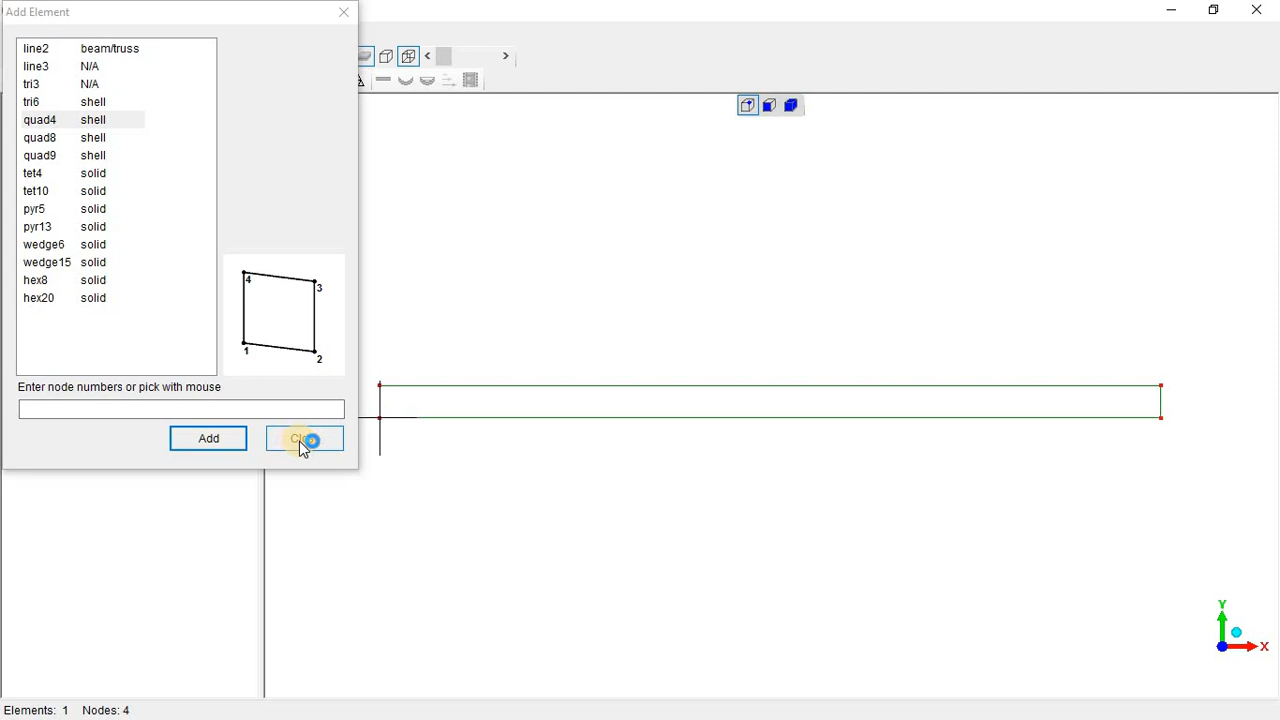 Add Element
line2 beam/truss
line3 N/A
tri3 N/A
tri6 shell
quad4 shell
quad8 shell
quad9 shell
tet4 solid
tet10 solid
pyr5 solid
pyr13 solid
wedge6 solid
wedge15 solid
hex8 solid
hex20 solid
4
3
1
2
Enter node numbers or pick with mouse
Add
Y
X
Elements: 1 Nodes: 4